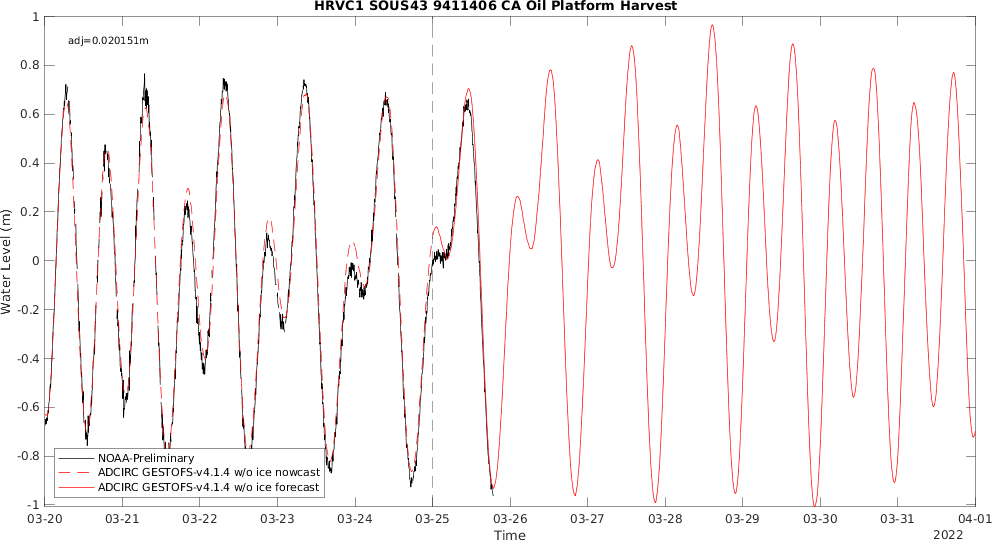 HRVC1 SOUS43 9411406 CA Oil Platform Harvest
adj=0.020151m
Water Level (m)
1
0.8
0.6
0.4
0.2
0
-0.2
-0.4
-0.6
-0.8
-1
NOAA-Preliminary
ADCIRC GESTOFS-v4.1.4 w/o ice nowcast
ADCIRC GESTOFS-v4.1.4 w/o ice forecast
03-20 03-21 03-22 03-23 03-24 03-25 03-26 03-27 03-28 03-29 03-30 03-31 04-01
Time
2022